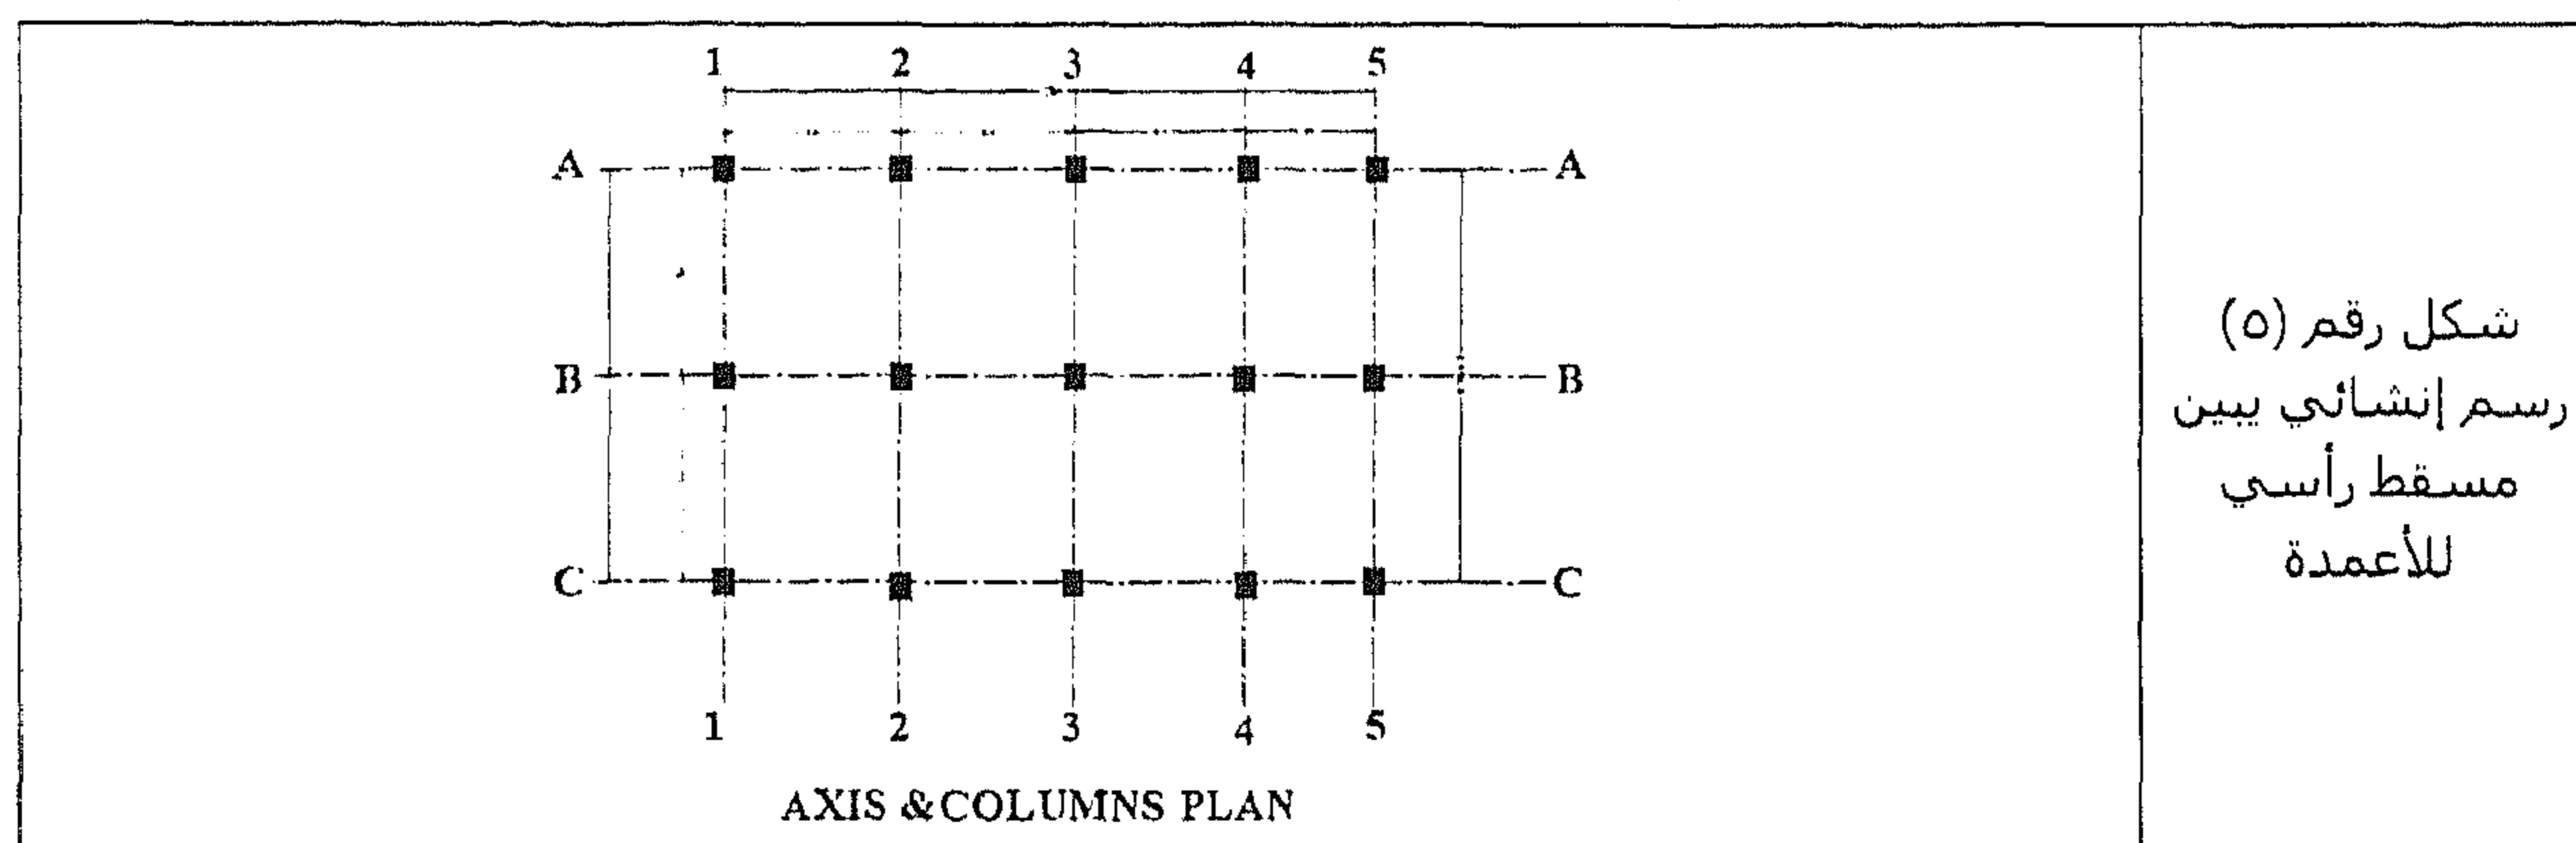 1 2 3 4 5
A A
B B
C C
1 2 3 4 5
AXIS &COLUMNS PLAN
شكل رقم (٥)
رسم إنشائي يبين
مسقط رأسي
للأعمدة